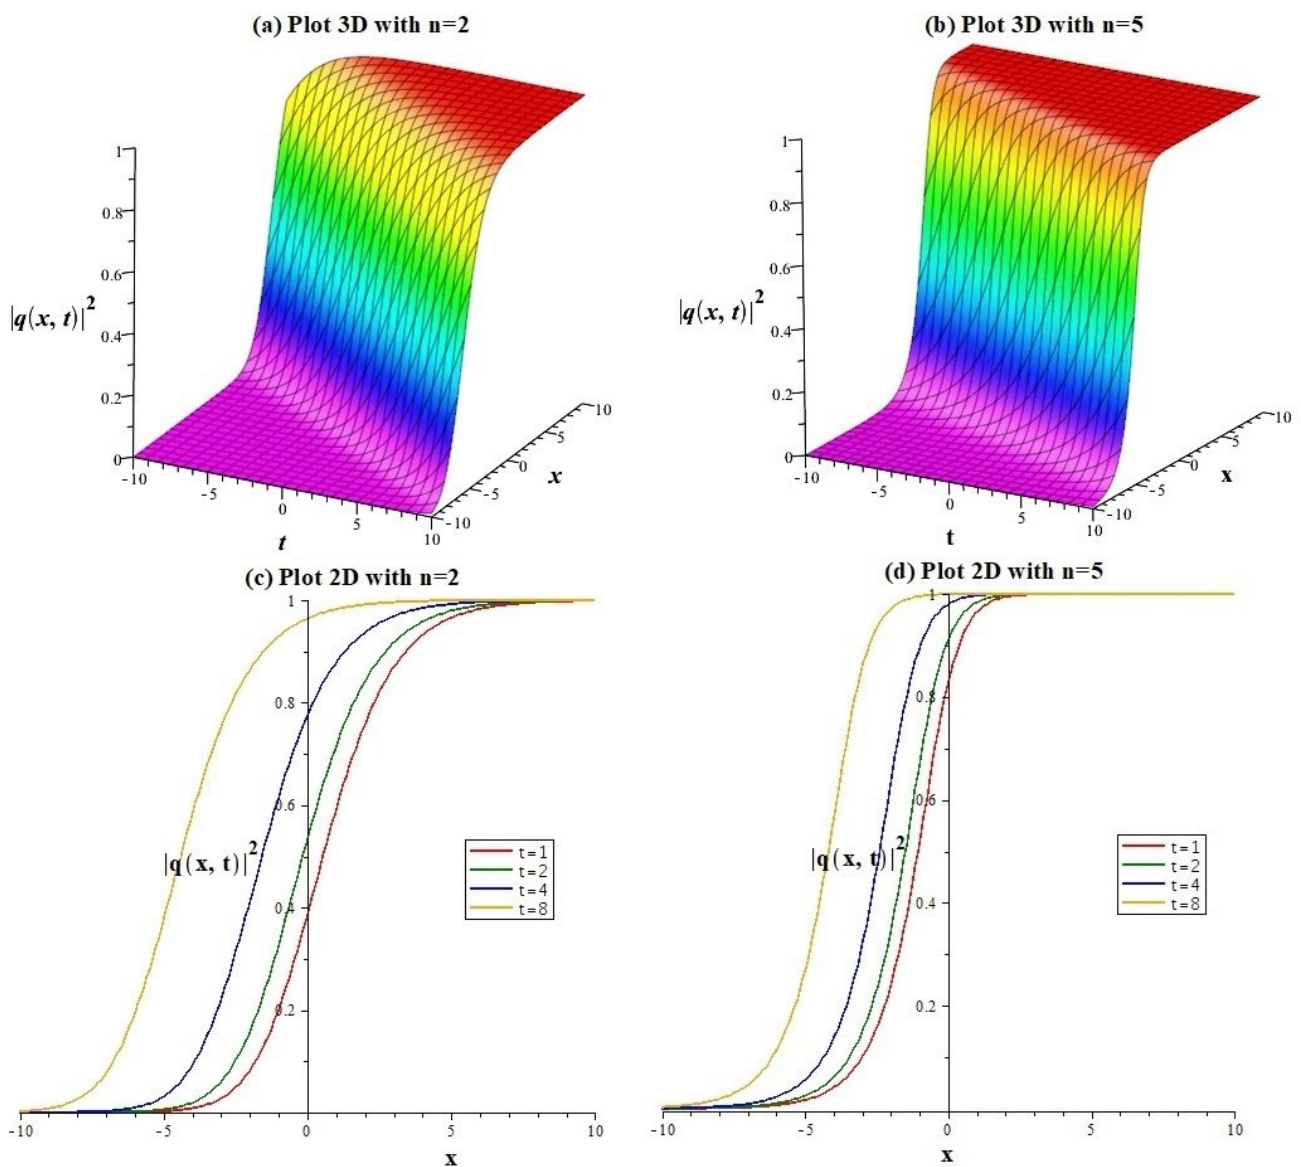 (a) Plot 3D with n=2
(b) Plot 3D with n=5
1
0.8
0.6
0.4
0.2
0
|q(x, t)|²
-10
-5
0
5
10
t
-10
-5
0
5
10
x
1
0.8
0.6
0.4
0.2
0
|q(x, t)|²
-10
-5
0
5
10
t
-10
-5
0
5
10
x
(c) Plot 2D with n=2
1
0.8
0.6
0.4
0.2
|q(x, t)|²
t=1
t=2
t=4
t=8
-10
-5
0
5
10
x
(d) Plot 2D with n=5
1
0.8
0.6
0.4
0.2
|q(x, t)|²
t=1
t=2
t=4
t=8
-10
-5
0
5
10
x